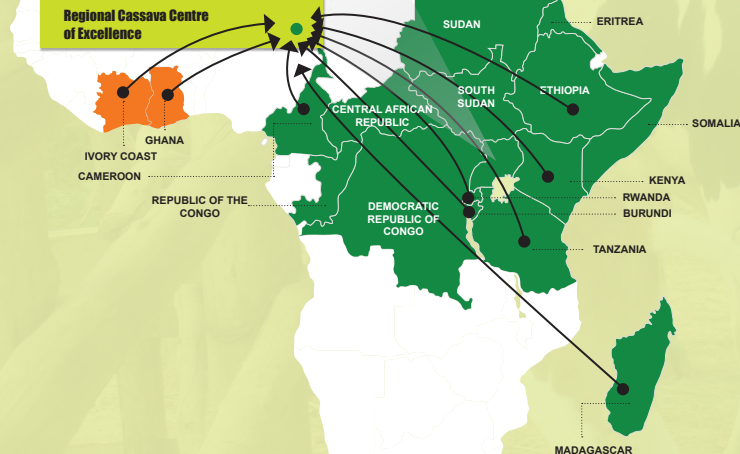 Regional Cassava Centre
of Excellence
SUDAN
ERITREA
SOUTH
SUDAN
ETHIOPIA
CENTRAL AFRICAN
REPUBLIC
SOMALIA
GHANA
IVORY COAST
CAMEROON
KENYA
REPUBLIC OF THE
CONGO
RWANDA
DEMOCRATIC
REPUBLIC OF
CONGO
BURUNDI
TANZANIA
MADAGASCAR